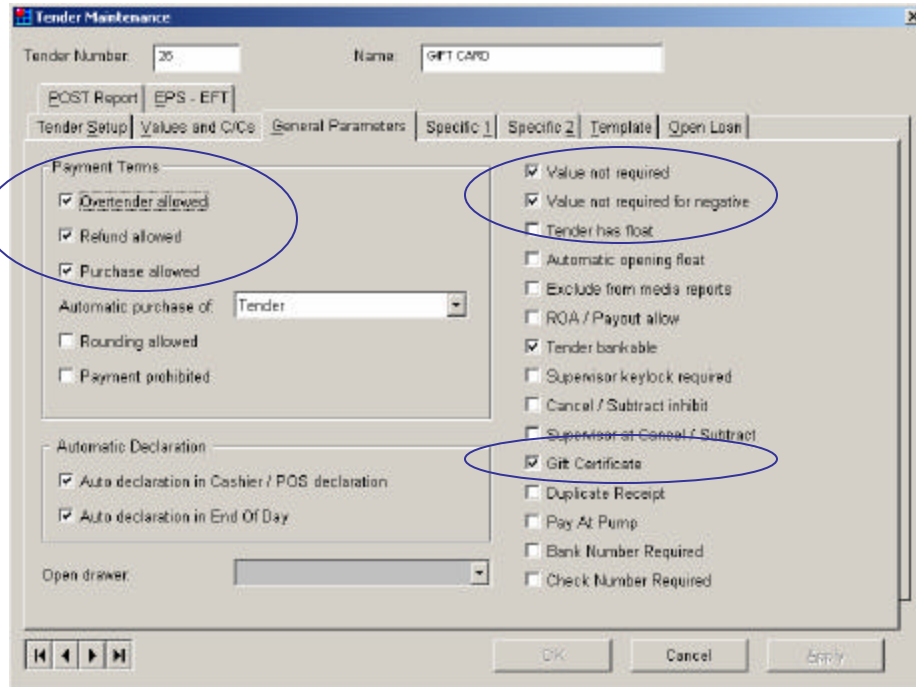 Tender Maintenance
Tender Number: 26 Name: GIFT CARD
POST Report EPS - EFT
Tender Setup Values and C/Cs General Parameters Specific 1 Specific 2 Template Open Loan
Payment Terms
Overtender allowed
Refund allowed
Purchase allowed
Automatic purchase of: Tender
Rounding allowed
Payment prohibited
Automatic Declaration
Auto declaration in Cashier / POS declaration
Auto declaration in End Of Day
Open drawer:
Value not required
Value not required for negative
Tender has float
Automatic opening float
Exclude from media reports
ROA / Payout allow
Tender bankable
Supervisor keylock required
Cancel / Subtract inhibit
Supervisor at Cancel / Subtract
Gift Certificate
Duplicate Receipt
Pay At Pump
Bank Number Required
Check Number Required
OK Cancel Apply